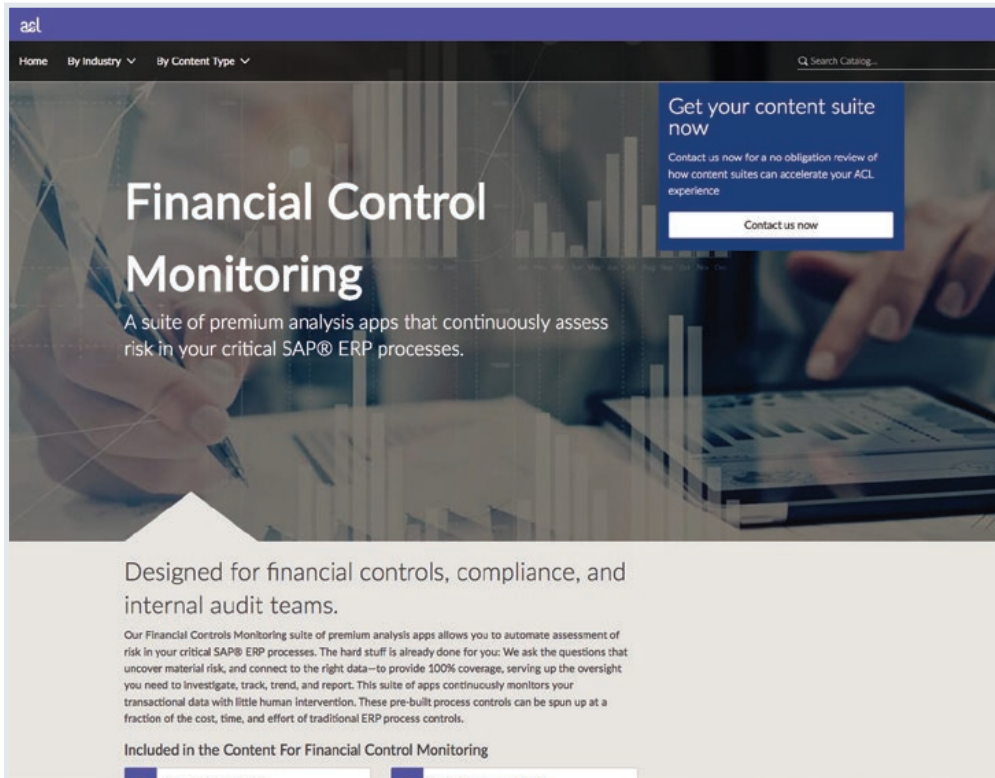 acl
Home By Industry By Content Type Search Catalog...
Get your content suite
now
Contact us now for a no obligation review of
how content suites can accelerate your ACL
experience
Contact us now
Financial Control
Monitoring
A suite of premium analysis apps that continuously assess
risk in your critical SAP® ERP processes.
Designed for financial controls, compliance, and
internal audit teams.
Our Financial Controls Monitoring suite of premium analysis apps allows you to automate assessment of
risk in your critical SAP® ERP processes. The hard stuff is already done for you: We ask the questions that
uncover material risk, and connect to the right data—to provide 100% coverage, serving up the oversight
you need to investigate, track, trend, and report. This suite of apps continuously monitors your
transactional data with little human intervention. These pre-built process controls can be spun up at a
fraction of the cost, time, and effort of traditional ERP process controls.
Included in the Content For Financial Control Monitoring